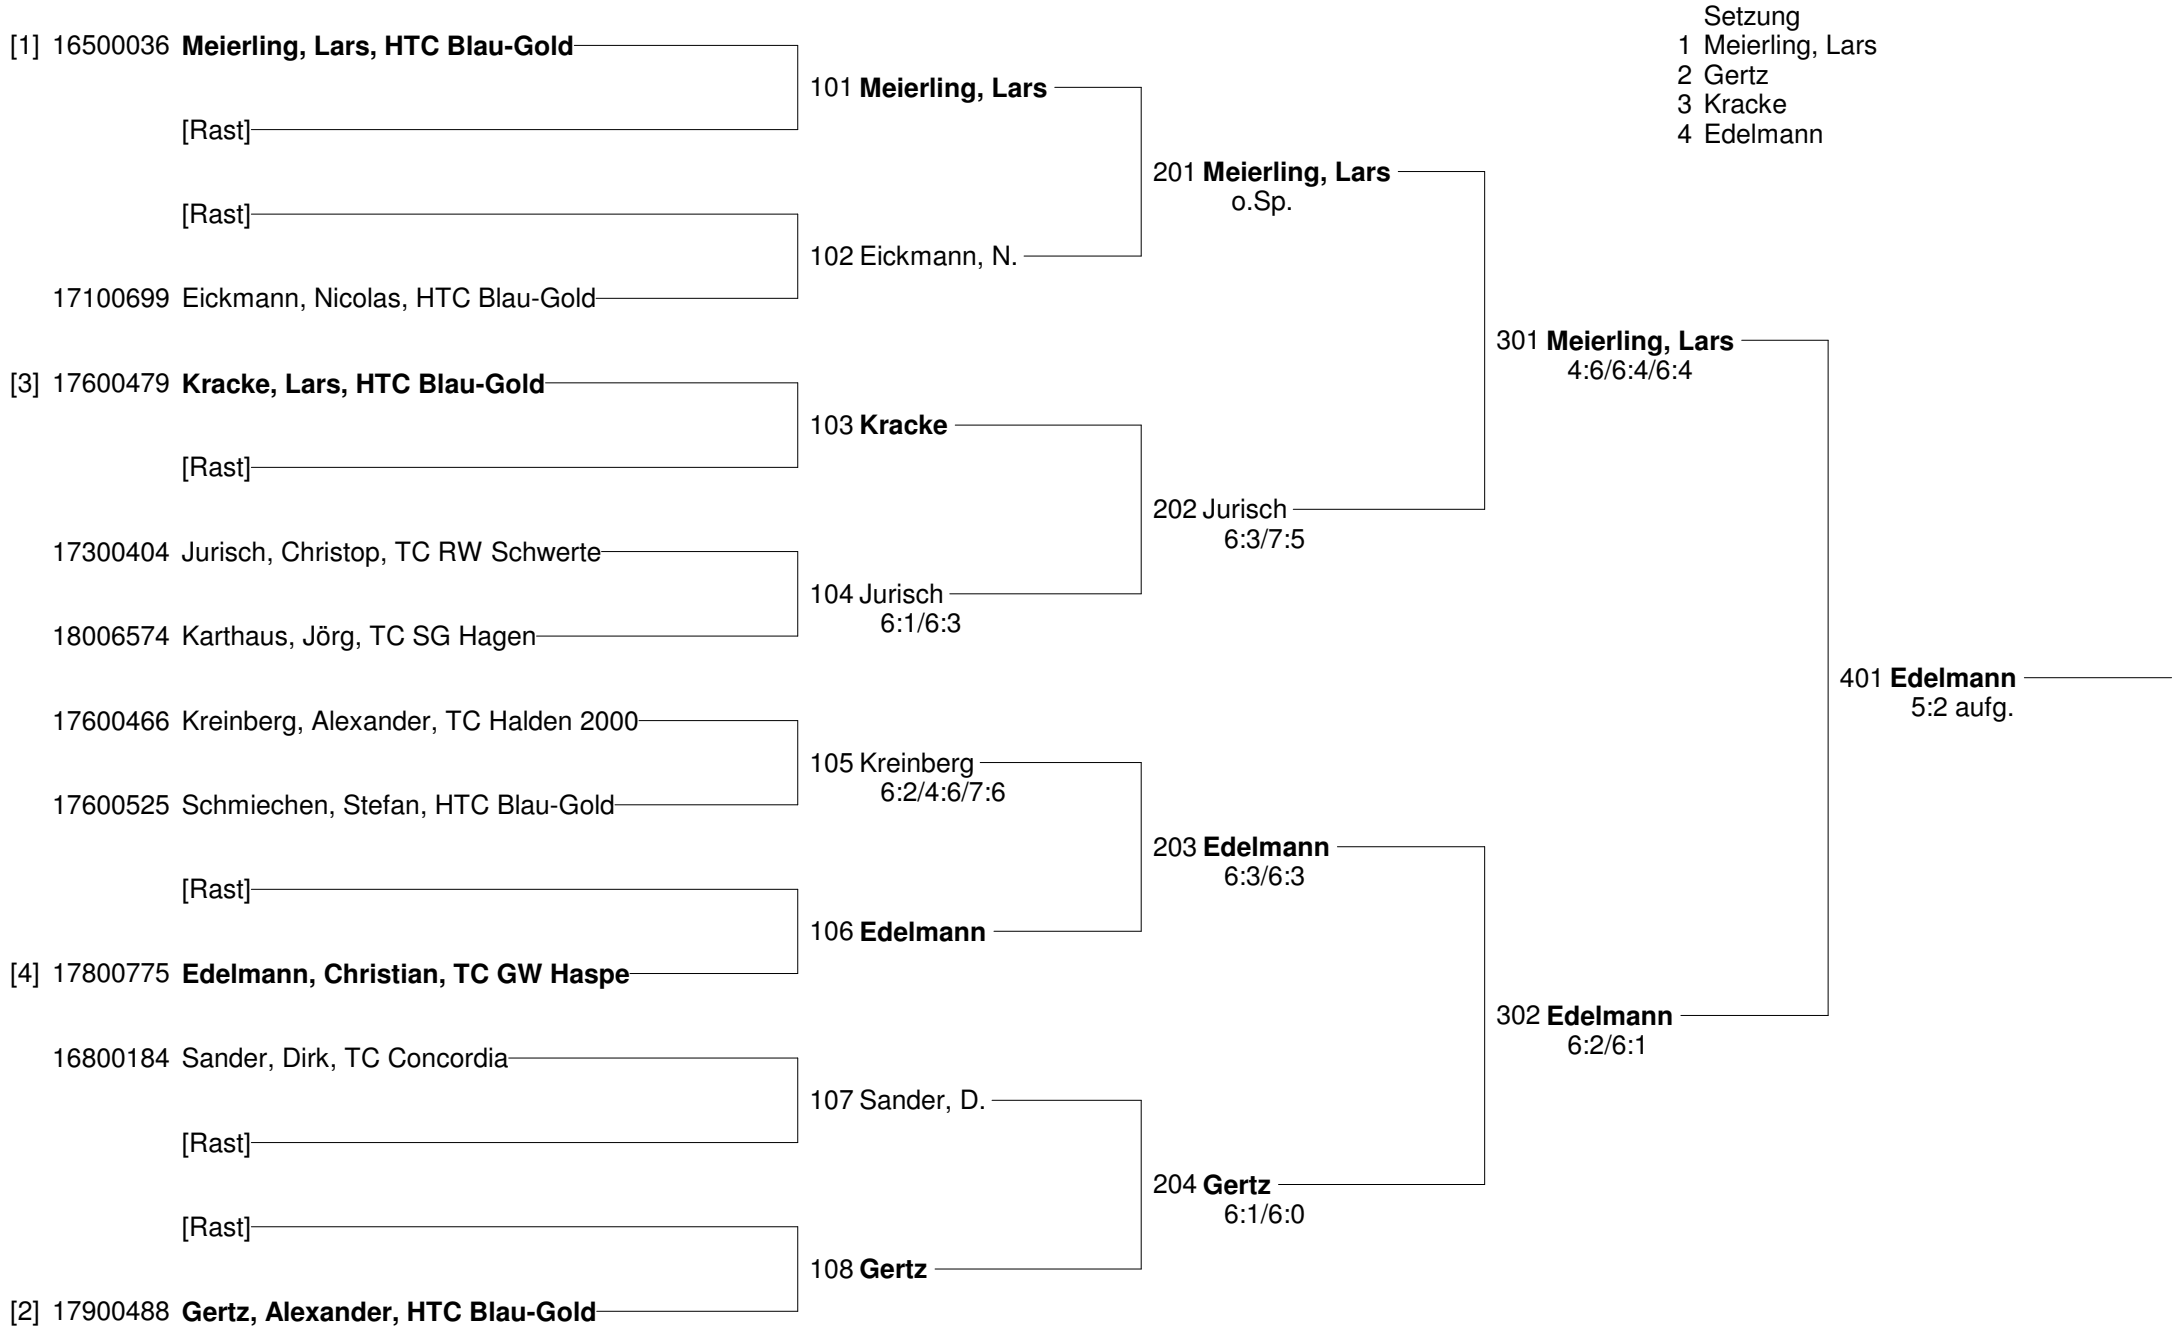 Setzung
1 Meierling, Lars
2 Gertz
3 Kracke
4 Edelmann
[1] 16500036 Meierling, Lars, HTC Blau-Gold
[Rast]
[Rast]
17100699 Eickmann, Nicolas, HTC Blau-Gold
[3] 17600479 Kracke, Lars, HTC Blau-Gold
[Rast]
17300404 Jurisch, Christop, TC RW Schwerte
18006574 Karthaus, Jörg, TC SG Hagen
17600466 Kreinberg, Alexander, TC Halden 2000
17600525 Schmiechen, Stefan, HTC Blau-Gold
[Rast]
[4] 17800775 Edelmann, Christian, TC GW Haspe
16800184 Sander, Dirk, TC Concordia
[Rast]
[Rast]
[2] 17900488 Gertz, Alexander, HTC Blau-Gold
101 Meierling, Lars
102 Eickmann, N.
103 Kracke
104 Jurisch
6:1/6:3
105 Kreinberg
6:2/4:6/7:6
106 Edelmann
107 Sander, D.
108 Gertz
201 Meierling, Lars
o.Sp.
202 Jurisch
6:3/7:5
203 Edelmann
6:3/6:3
204 Gertz
6:1/6:0
301 Meierling, Lars
4:6/6:4/6:4
302 Edelmann
6:2/6:1
401 Edelmann
5:2 aufg.